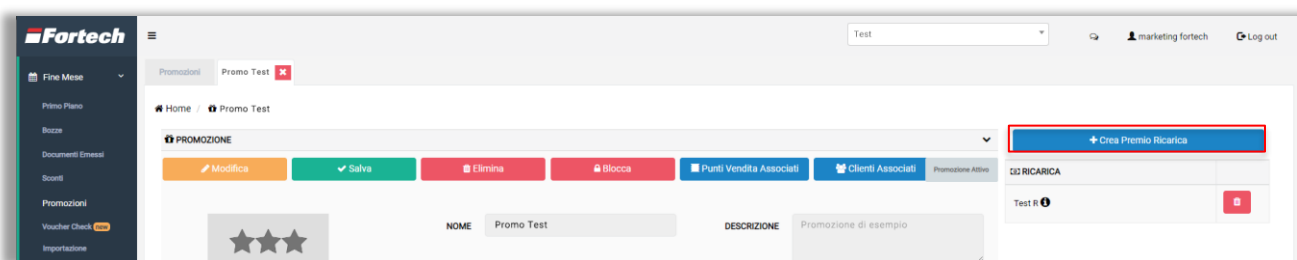 Fortech
Test
marketing fortech
Log out
Fine Mese
Primo Piano
Bozze
Documenti Emessi
Sconti
Promozioni
Voucher Check new
Importazione
Promozioni
Promo Test
Home / Promo Test
PROMOZIONE
Modifica
Salva
Elimina
Blocca
Punti Vendita Associati
Clienti Associati
Promozione Attivo
NOME
Promo Test
DESCRIZIONE
Promozione di esempio
+ Crea Premio Ricarica
RICARICA
Test R